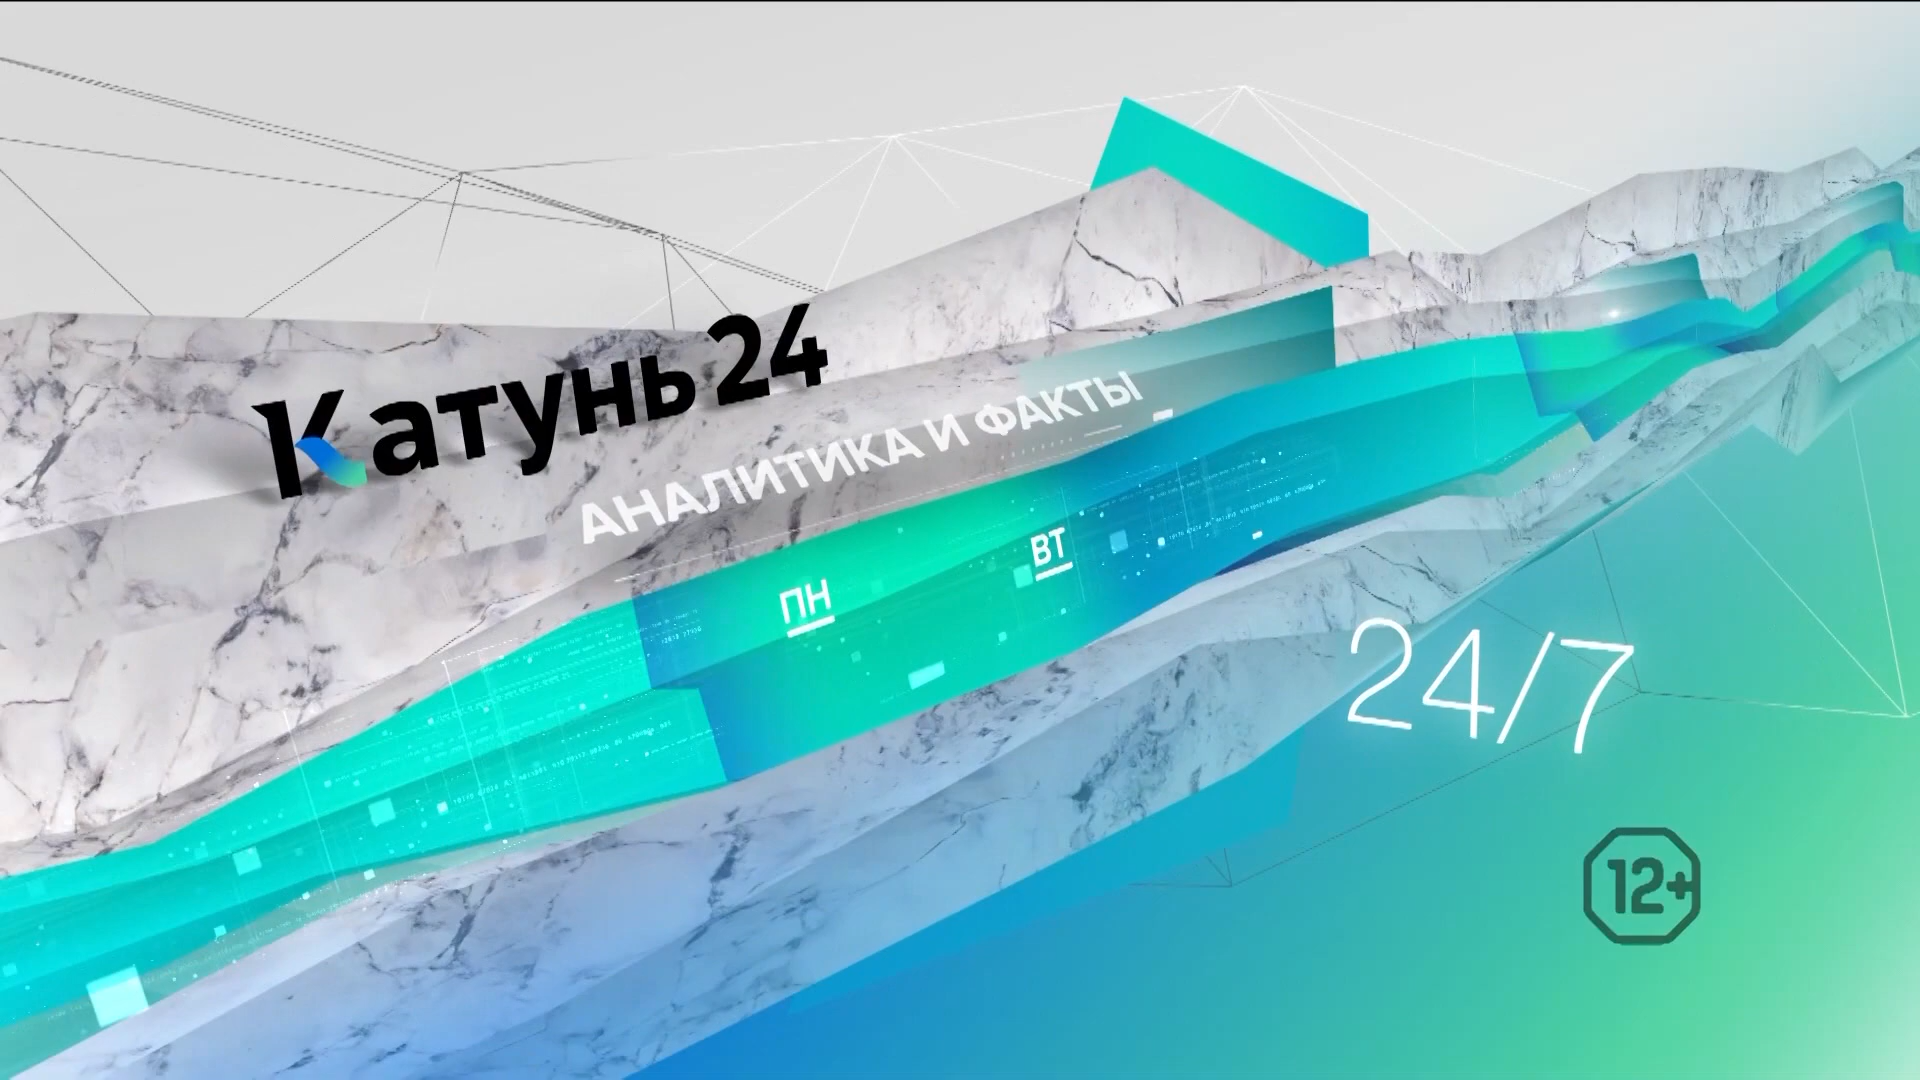 Катунь 24
АНАЛИТИКА И ФАКТЫ
ПН
ВТ
24/7
12+